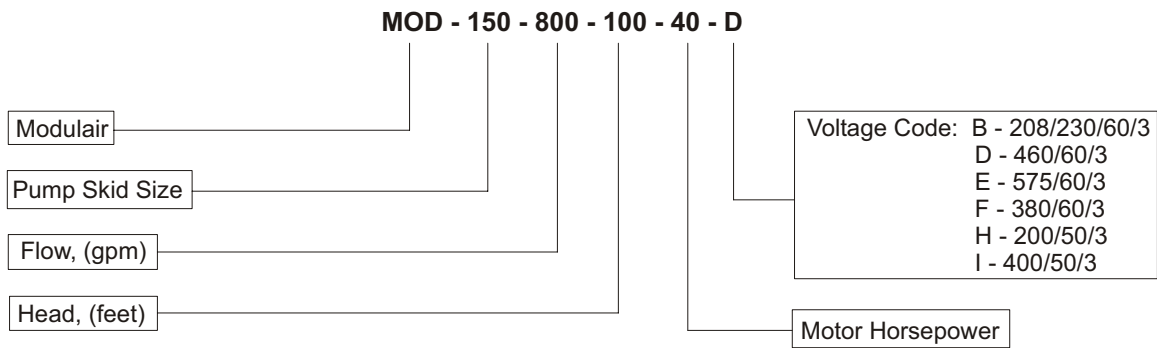 MOD - 150 - 800 - 100 - 40 - D
Modulair
Pump Skid Size
Flow, (gpm)
Head, (feet)
Voltage Code: B - 208/230/60/3
D - 460/60/3
E - 575/60/3
F - 380/60/3
H - 200/50/3
I - 400/50/3
Motor Horsepower